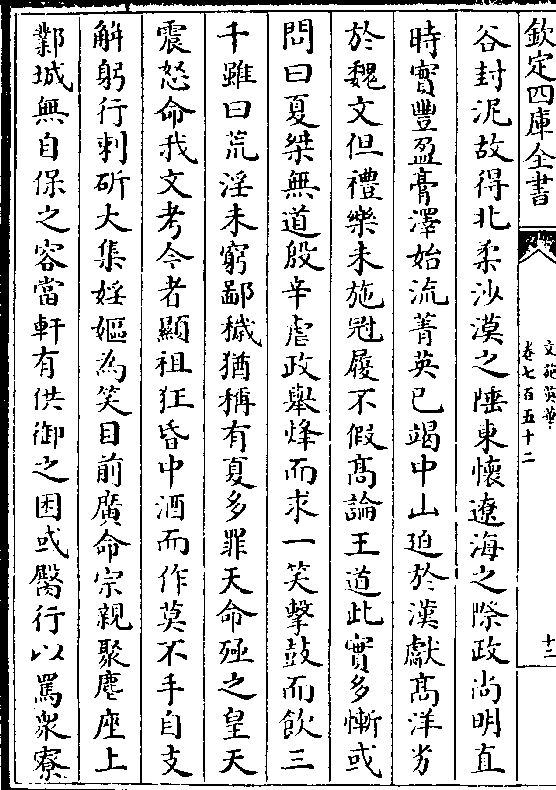 欽定四庫全書
文苑英華
卷七百五十二
十二
谷封泥故得北柔沙漠之陲東懷遼海之際政尚明直
時實豐盈膏澤始流菁英已竭中山迫於漢獻髙洋劣
於魏文但禮樂未施冠履不假髙論王道此實多慚或
問曰夏桀無道殷辛虐政舉烽而求一笑擊鼓而飲三
千雖曰荒淫未窮鄙穢猶稱有夏多罪天命殛之皇天
震怒命我文考今者顯祖狂昏中酒而作莫不手自支
解躬行刺斫大集婬嫗為笑目前廣命宗親聚麀座上
鄴城無自保之容當軒有供御之囚或臋行以罵衆寮